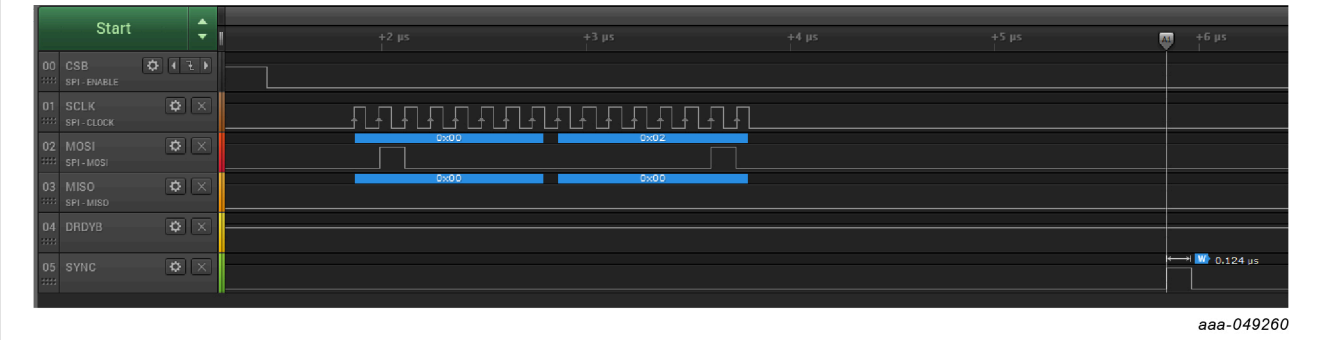 Start
+2 µs +3 µs +4 µs +5 µs A1 +6 µs
00 CSB
SPI - ENABLE
01 SCLK
SPI - CLOCK
0x00 0x02
02 MOSI
SPI - MOSI
0x00 0x00
03 MISO
SPI - MISO
04 DRDYB
W 0.124 µs
05 SYNC
aaa-049260